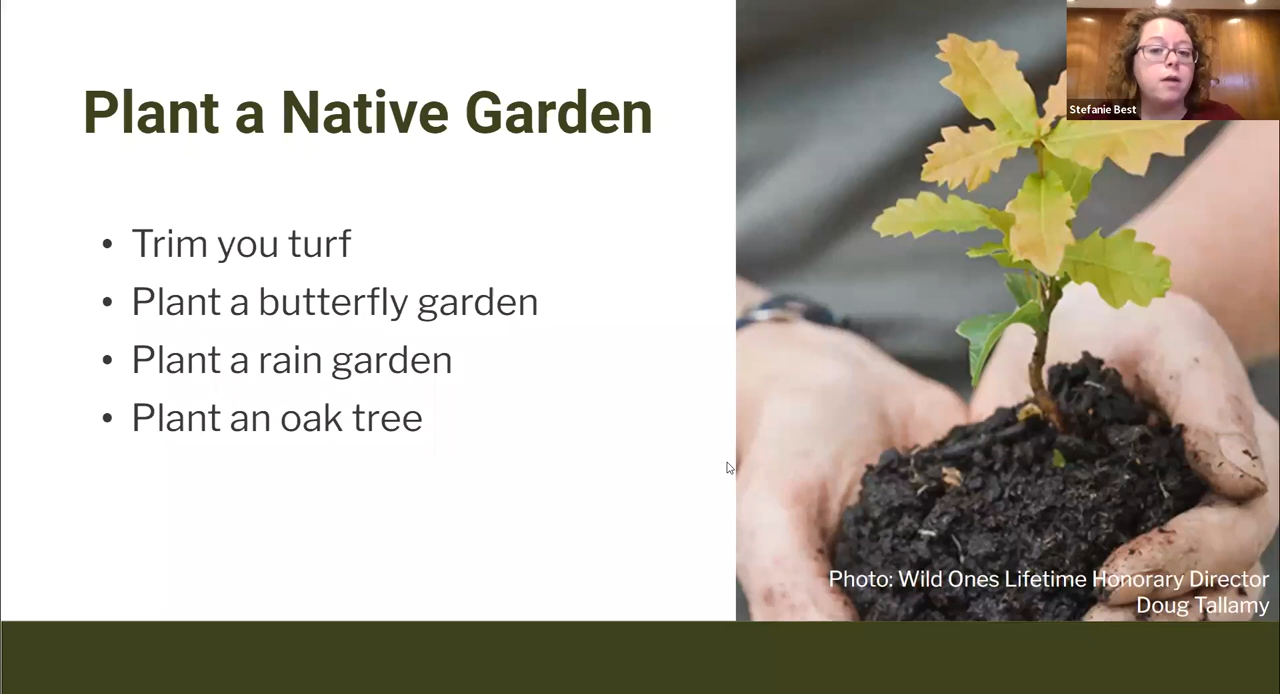 Plant a Native Garden
• Trim you turf
• Plant a butterfly garden
• Plant a rain garden
• Plant an oak tree
Stefanie Best
Photo: Wild Ones Lifetime Honorary Director
Doug Tallamy